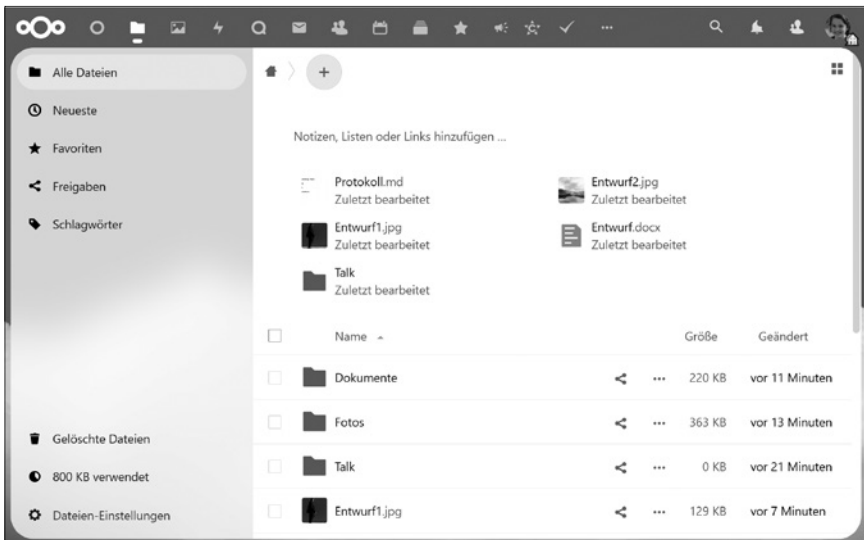 Alle Dateien
Neueste
Favoriten
Freigaben
Schlagwörter
Gelöschte Dateien
800 KB verwendet
Dateien-Einstellungen
Notizen, Listen oder Links hinzufügen ...
Protokoll.md
Zuletzt bearbeitet
Entwurf2.jpg
Zuletzt bearbeitet
Entwurf1.jpg
Zuletzt bearbeitet
Entwurf.docx
Zuletzt bearbeitet
Talk
Zuletzt bearbeitet
Name Größe Geändert
Dokumente 220 KB vor 11 Minuten
Fotos 363 KB vor 13 Minuten
Talk 0 KB vor 21 Minuten
Entwurf1.jpg 129 KB vor 7 Minuten